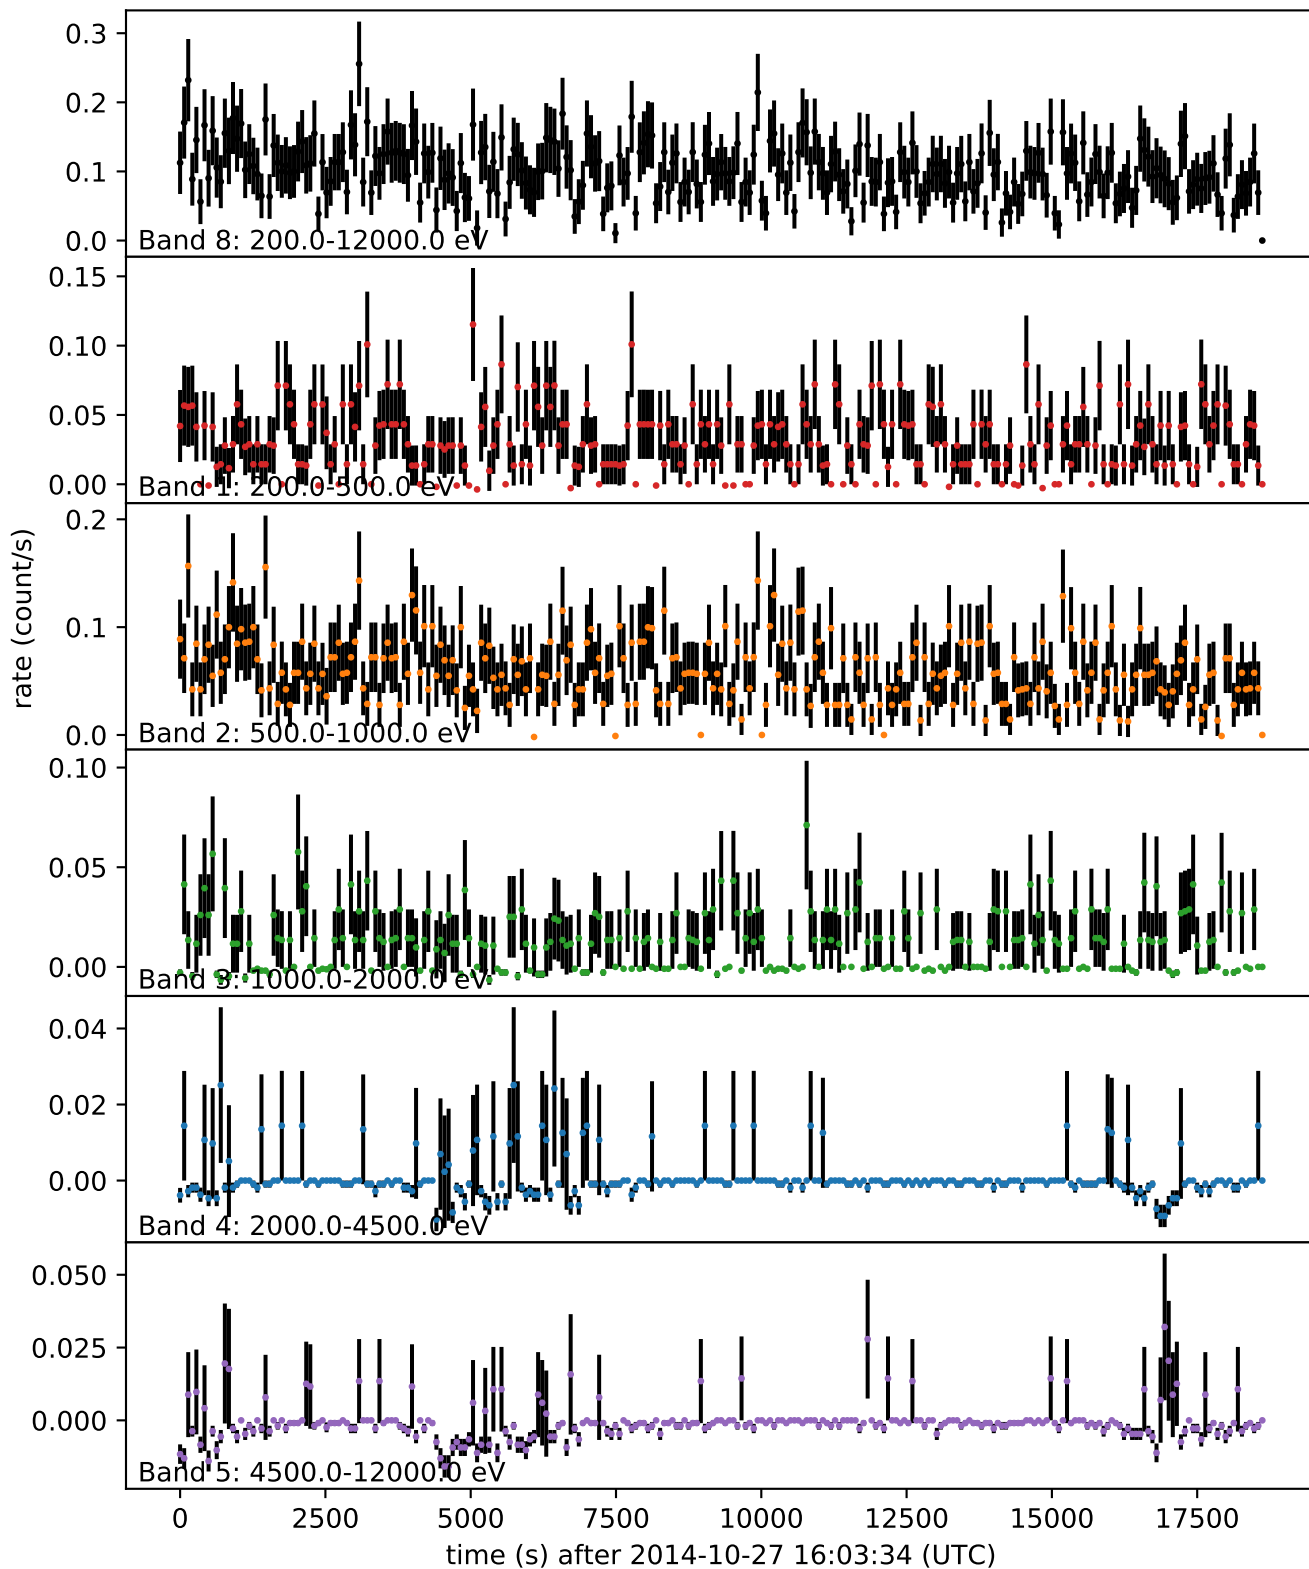 0.3
0.2
0.1
0.0
Band 8: 200.0-12000.0 eV
0.15
0.10
0.05
0.00
Band 1: 200.0-500.0 eV
rate (count/s)
0.2
0.1
0.0
Band 2: 500.0-1000.0 eV
0.10
0.05
0.00
Band 3: 1000.0-2000.0 eV
0.04
0.02
0.00
Band 4: 2000.0-4500.0 eV
0.050
0.025
0.000
Band 5: 4500.0-12000.0 eV
0 2500 5000 7500 10000 12500 15000 17500
time (s) after 2014-10-27 16:03:34 (UTC)